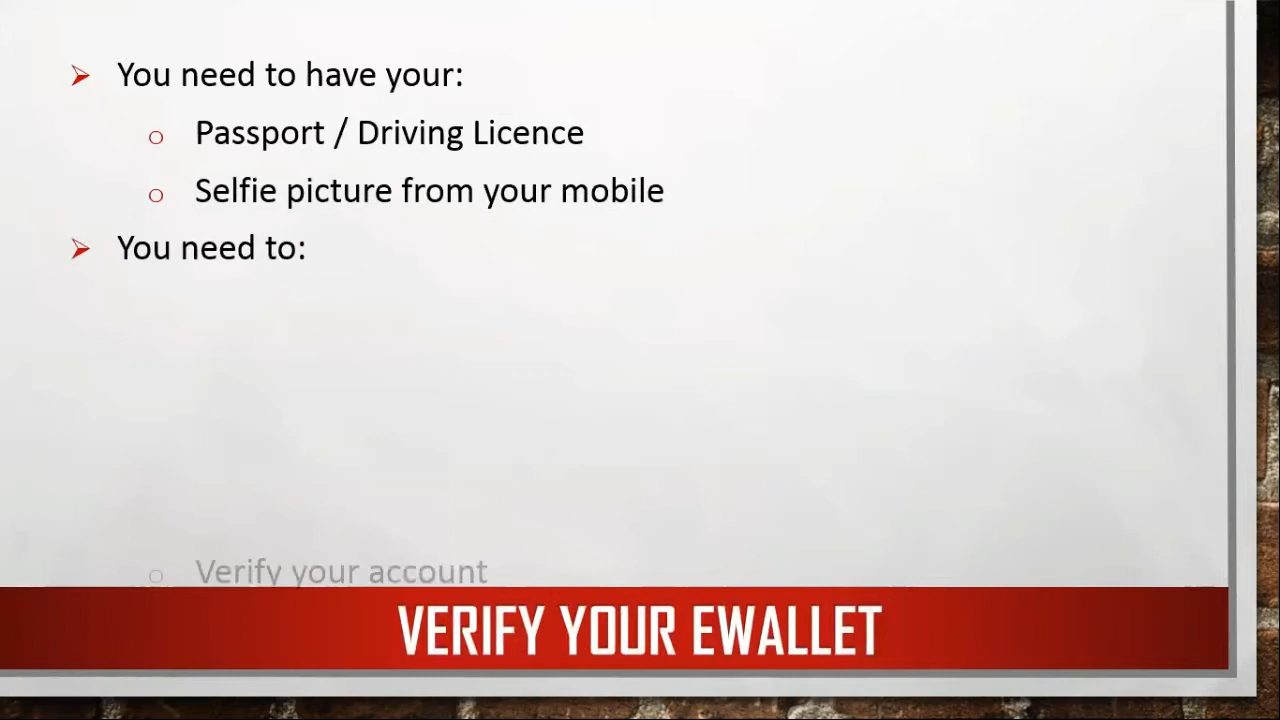 You need to have your:
Passport / Driving Licence
Selfie picture from your mobile
You need to:
Verify your account
VERIFY YOUR EWALLET